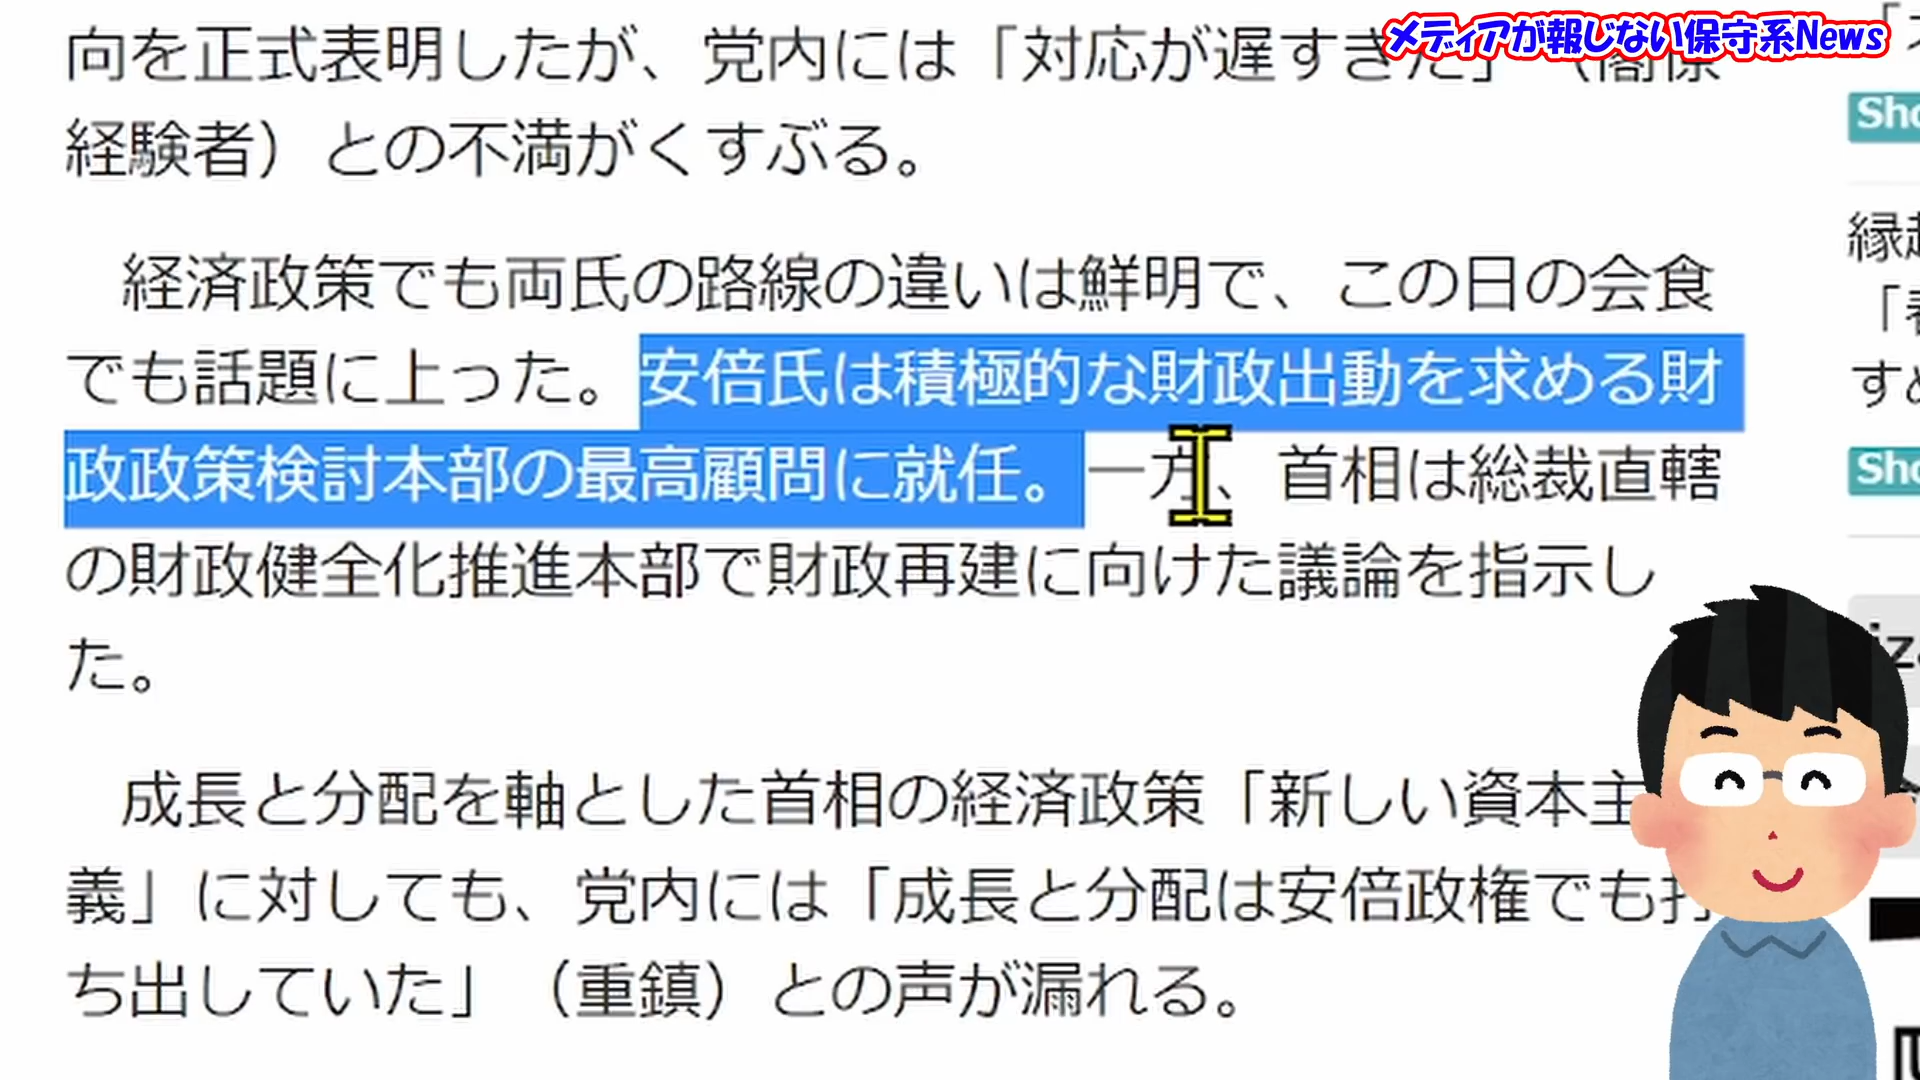 向を正式表明したが、党内には「対応が遅すぎた」（閣僚
メディアが報じない保守系News
経験者）との不満がくすぶる。
経済政策でも両氏の路線の違いは鮮明で、この日の会食
でも話題に上った。安倍氏は積極的な財政出動を求める財
政政策検討本部の最高顧問に就任。一方、首相は総裁直轄
の財政健全化推進本部で財政再建に向けた議論を指示し
た。
成長と分配を軸とした首相の経済政策「新しい資本主
義」に対しても、党内には「成長と分配は安倍政権でも打
ち出していた」（重鎮）との声が漏れる。
Sho
Sho